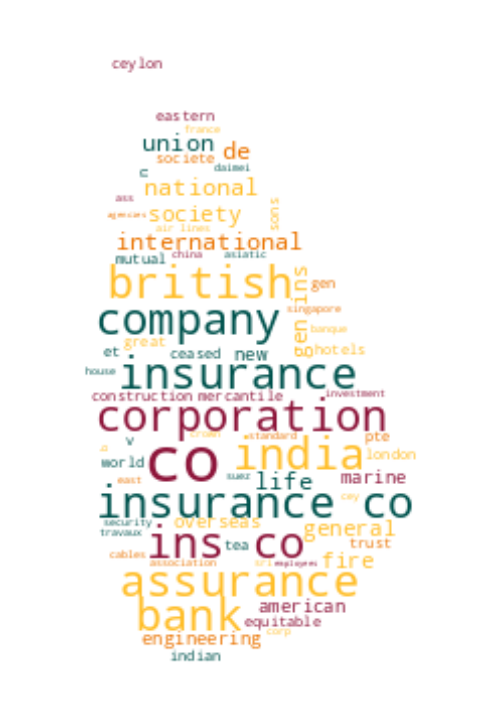 ceylon
eastern
france
union de
societe
daimei
c
national
ass
sons
agencies society
air lines
international
mutual china asiatic
british gen
gen ins
singapore
company
banque
great
et ceased new hotels
house insurance
construction mercantile investment
corporation
crown standard pte
v
a co india london
world
suez life marine
east
insurance co
cey
security overseas general
travaux
ins co tea trust
cables association sri employees fire
assurance
bank american
equitable
corp
engineering
indian